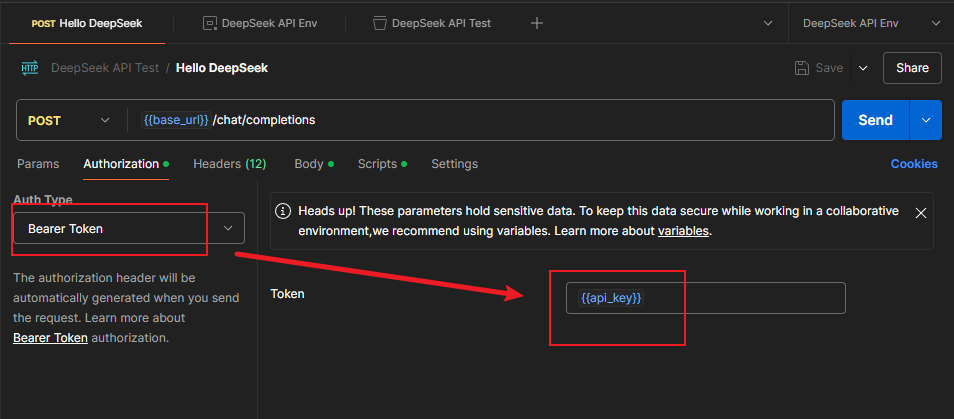 POST Hello DeepSeek
DeepSeek API Env
DeepSeek API Test
DeepSeek API Env
HTTP
DeepSeek API Test / Hello DeepSeek
Save
Share
POST
{{base_url}} /chat/completions
Send
Params
Authorization
Headers (12)
Body
Scripts
Settings
Cookies
Auth Type
Bearer Token
Heads up! These parameters hold sensitive data. To keep this data secure while working in a collaborative
environment,we recommend using variables. Learn more about variables.
The authorization header will be
automatically generated when you send
the request. Learn more about
Bearer Token authorization.
Token
{{api_key}}